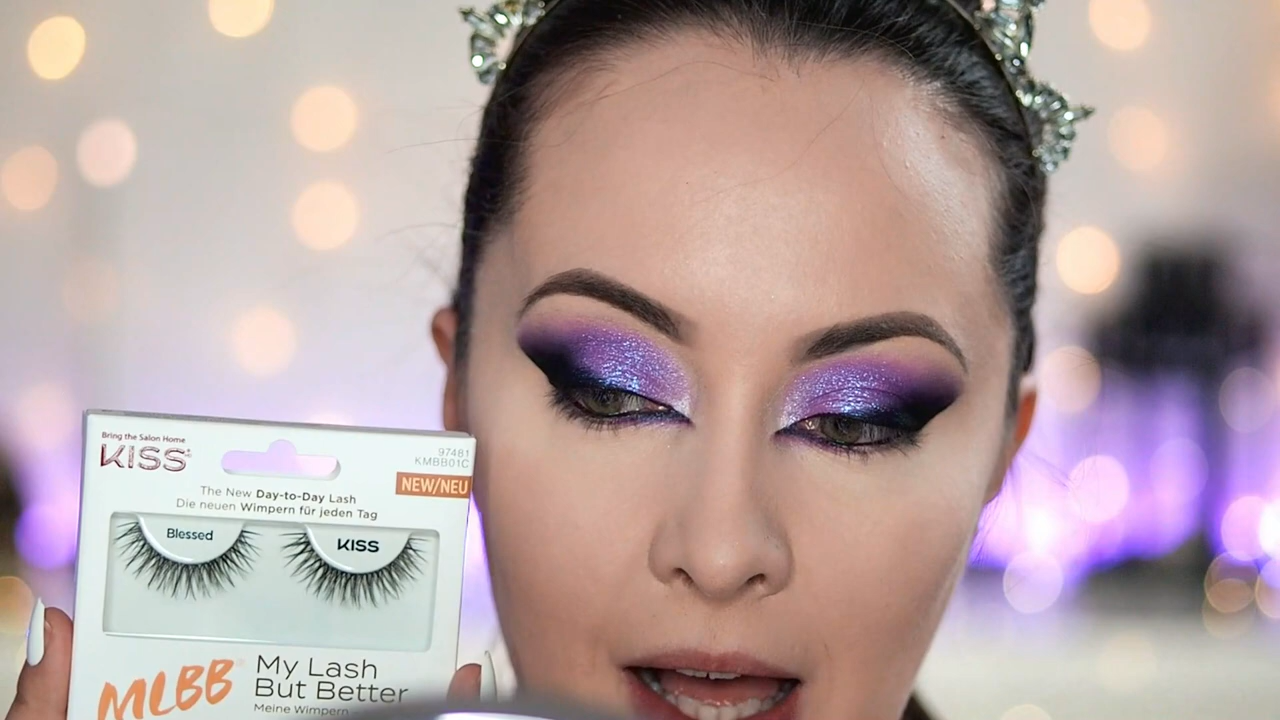 Bring the Salon Home
KISS
97481
KMBB01C
NEW/NEU
The New Day-to-Day Lash
Die neuen Wimpern für jeden Tag
Blessed
KISS
MLBB
My Lash
But Better
Meine Wimpern